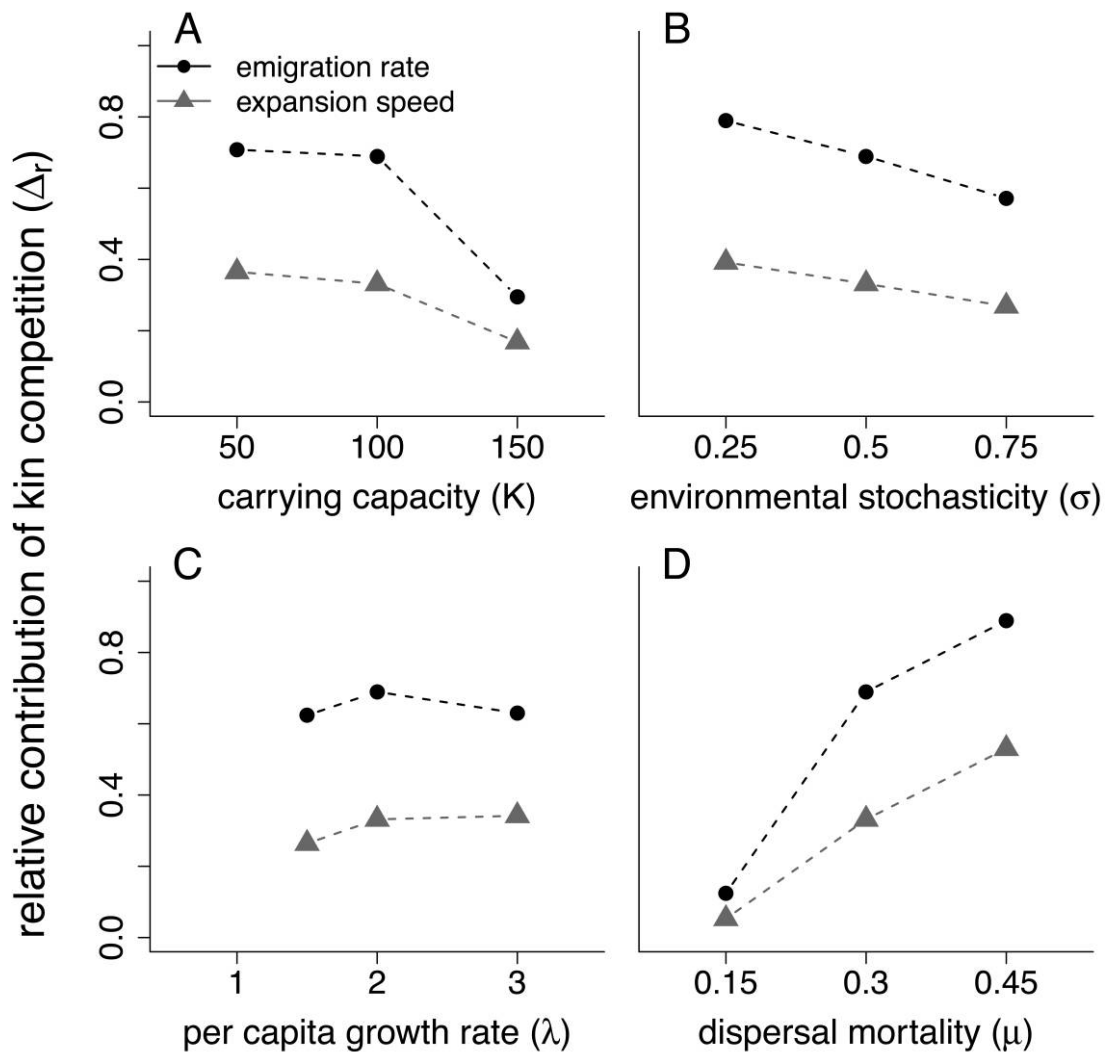 relative contribution of kin competition (Δr)
A
emigration rate
expansion speed
0.0 0.4 0.8
50 100 150
carrying capacity (K)
B
0.25 0.5 0.75
environmental stochasticity (σ)
C
0.0 0.4 0.8
1 2 3
per capita growth rate (λ)
D
0.15 0.3 0.45
dispersal mortality (μ)